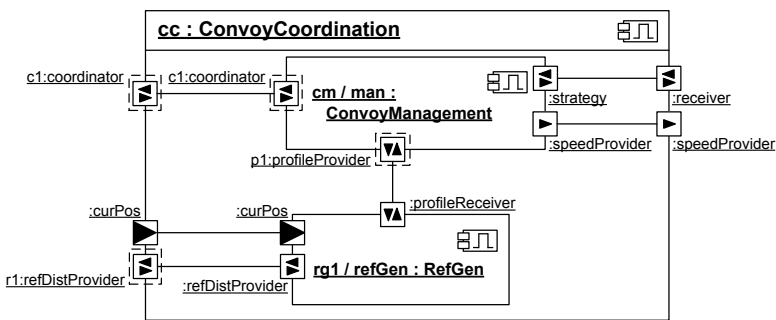 cc : ConvoyCoordination
c1:coordinator
c1:coordinator
cm / man :
ConvoyManagement
:strategy
:receiver
:speedProvider
:speedProvider
p1:profileProvider
:profileReceiver
:curPos
:curPos
rg1 / refGen : RefGen
r1:refDistProvider
:refDistProvider